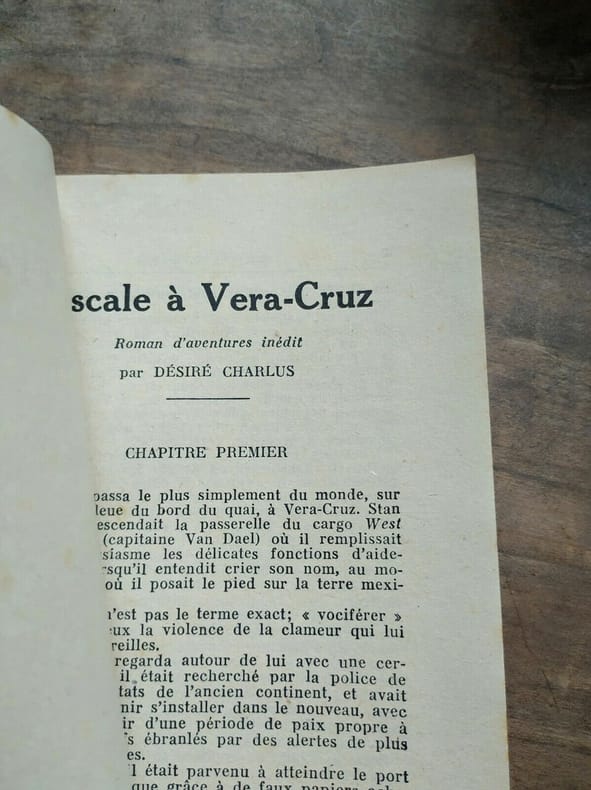 scale à Vera-Cruz
Roman d'aventures inédit
par DÉSIRÉ CHARLUS
CHAPITRE PREMIER
passa le plus simplement du monde, sur
leue du bord du quai, à Vera-Cruz. Stan
escendait la passerelle du cargo West
(capitaine Van Dael) où il remplissait
siasme les délicates fonctions d'aide-
rsqu'il entendit crier son nom, au mo-
où il posait le pied sur la terre mexi-
n'est pas le terme exact; « vociférer »
ux la violence de la clameur qui lui
reilles.
regarda autour de lui avec une cer-
il était recherché par la police de
tats de l'ancien continent, et avait
nir s'installer dans le nouveau, avec
ir d'une période de paix propre à
s ébranlés par des alertes de plus
es.
l était parvenu à atteindre le port
que grâce à de faux papiers